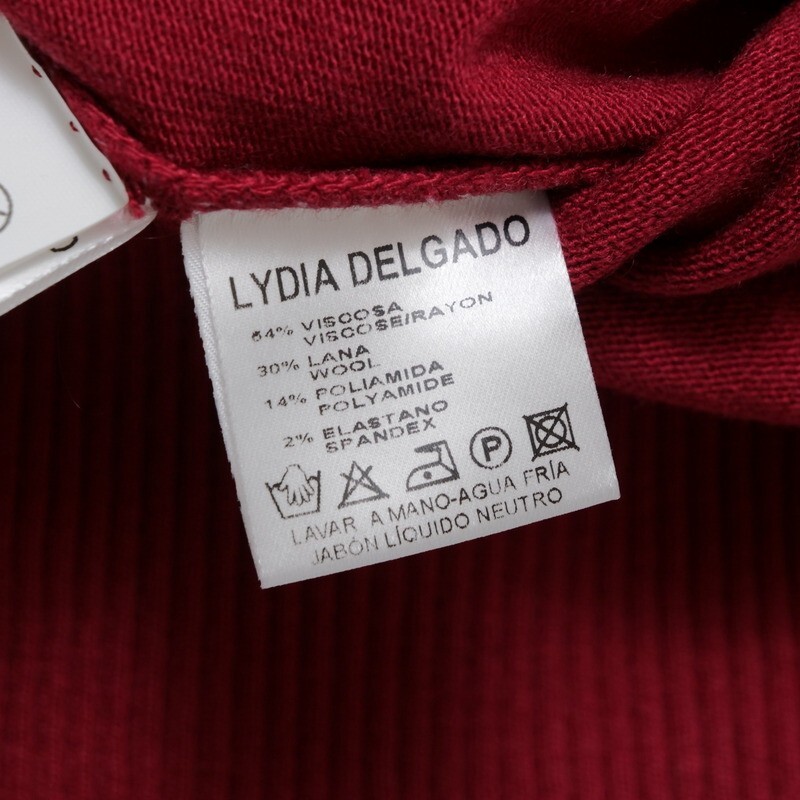 LYDIA DELGADO
54% VISCOSA
VISCOSE/RAYON
30% LANA
WOOL
14% POLIAMIDA
POLYAMIDE
2% ELASTANO
SPANDEX
P
LAVAR A MANO-AGUA FRÍA
JABÓN LÍQUIDO NEUTRO